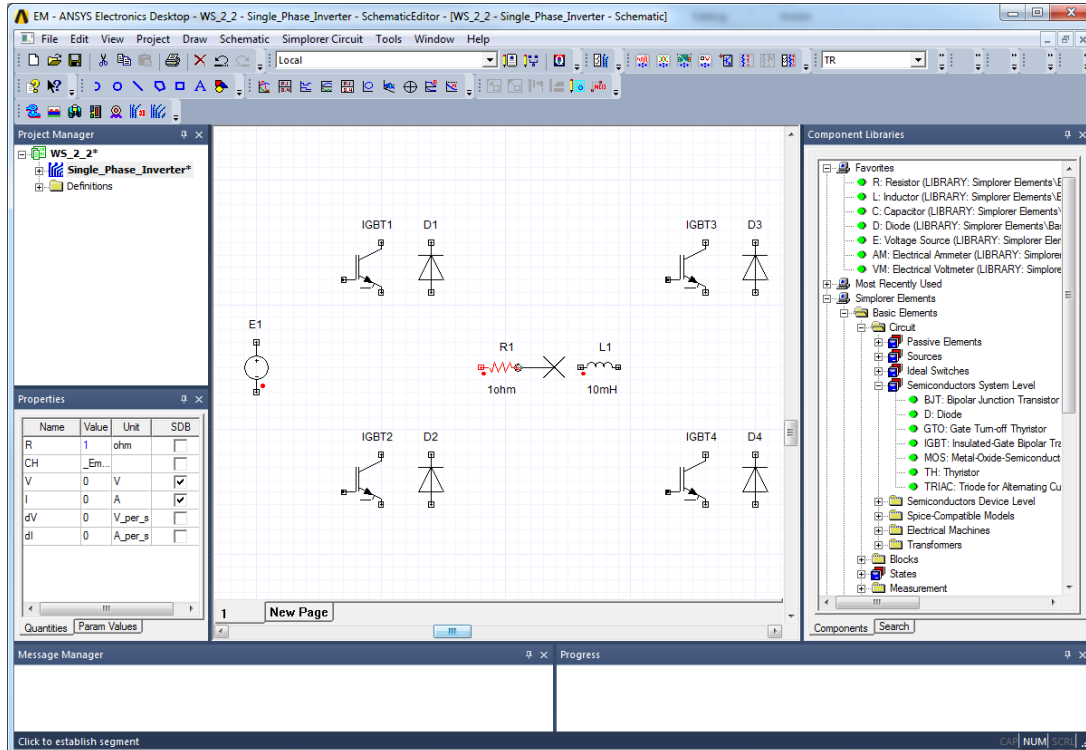 EM - ANSYS Electronics Desktop - WS_2_2 - Single_Phase_Inverter - SchematicEditor - [WS_2_2 - Single_Phase_Inverter - Schematic]
File Edit View Project Draw Schematic Simplorer Circuit Tools Window Help
Local
TR
Project Manager
WS_2_2*
Single_Phase_Inverter*
Definitions
Properties
Name Value Unit SDB
R 1 ohm
CH _Em...
V 0 V
I 0 A
dV 0 V_per_s
dI 0 A_per_s
Quantities Param Values
IGBT1 D1 IGBT3 D3
E1
R1 L1
1ohm 10mH
IGBT2 D2 IGBT4 D4
1 New Page
Component Libraries
Favorites
R: Resistor (LIBRARY: Simplorer Elements\B
L: Inductor (LIBRARY: Simplorer Elements\B
C: Capacitor (LIBRARY: Simplorer Elements\
D: Diode (LIBRARY: Simplorer Elements\Bas
E: Voltage Source (LIBRARY: Simplorer Elem
AM: Electrical Ammeter (LIBRARY: Simplorer
VM: Electrical Voltmeter (LIBRARY: Simplore
Most Recently Used
Simplorer Elements
Basic Elements
Circuit
Passive Elements
Sources
Ideal Switches
Semiconductors System Level
BJT: Bipolar Junction Transistor
D: Diode
GTO: Gate Turn-off Thyristor
IGBT: Insulated-Gate Bipolar Tra
MOS: Metal-Oxide-Semiconduct
TH: Thyristor
TRIAC: Triode for Alternating Cu
Semiconductors Device Level
Spice-Compatible Models
Electrical Machines
Transformers
Blocks
States
Measurement
Components Search
Message Manager
Progress
Click to establish segment
CAP NUM SCRL